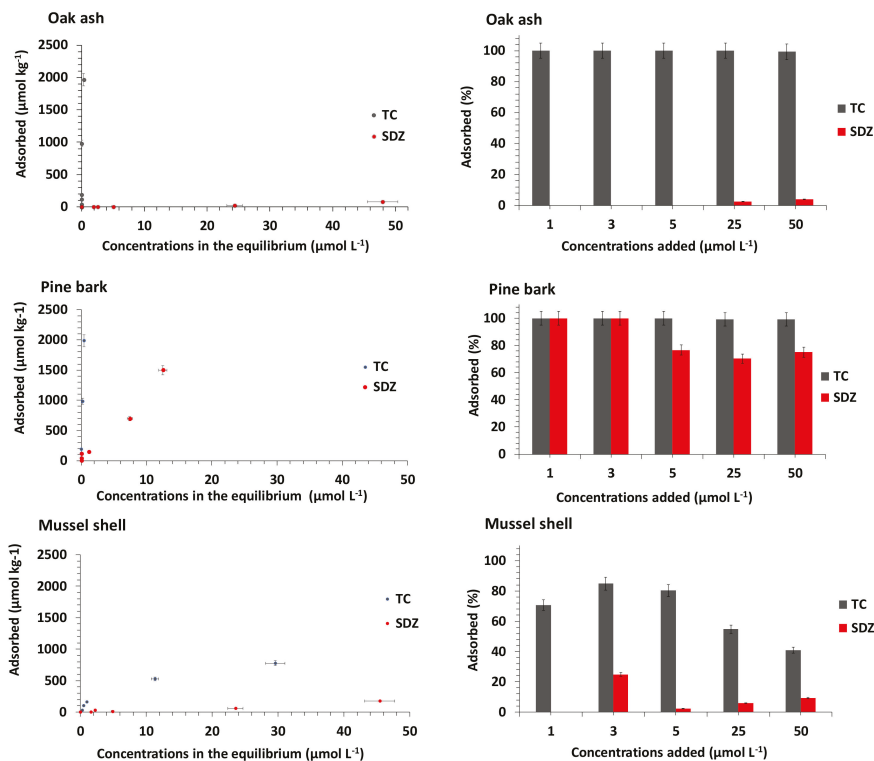 Oak ash
Adsorbed (µmol kg-1)
2500
2000
1500
1000
500
0
0 10 20 30 40 50
Concentrations in the equilibrium (µmol L-1)
TC
SDZ
Adsorbed (%)
Oak ash
100
80
60
40
20
0
1 3 5 25 50
Concentrations added (µmol L-1)
TC
SDZ
Pine bark
Adsorbed (µmol kg-1)
2500
2000
1500
1000
500
0
0 10 20 30 40 50
Concentrations in the equilibrium (µmol L-1)
TC
SDZ
Pine bark
Adsorbed (%)
100
80
60
40
20
0
1 3 5 25 50
Concentrations added (µmol L-1)
TC
SDZ
Mussel shell
Adsorbed (µmol kg-1)
2500
2000
1500
1000
500
0
0 10 20 30 40 50
Concentrations in the equilibrium (µmol L-1)
TC
SDZ
Mussel shell
Adsorbed (%)
100
80
60
40
20
0
1 3 5 25 50
Concentrations added (µmol L-1)
TC
SDZ